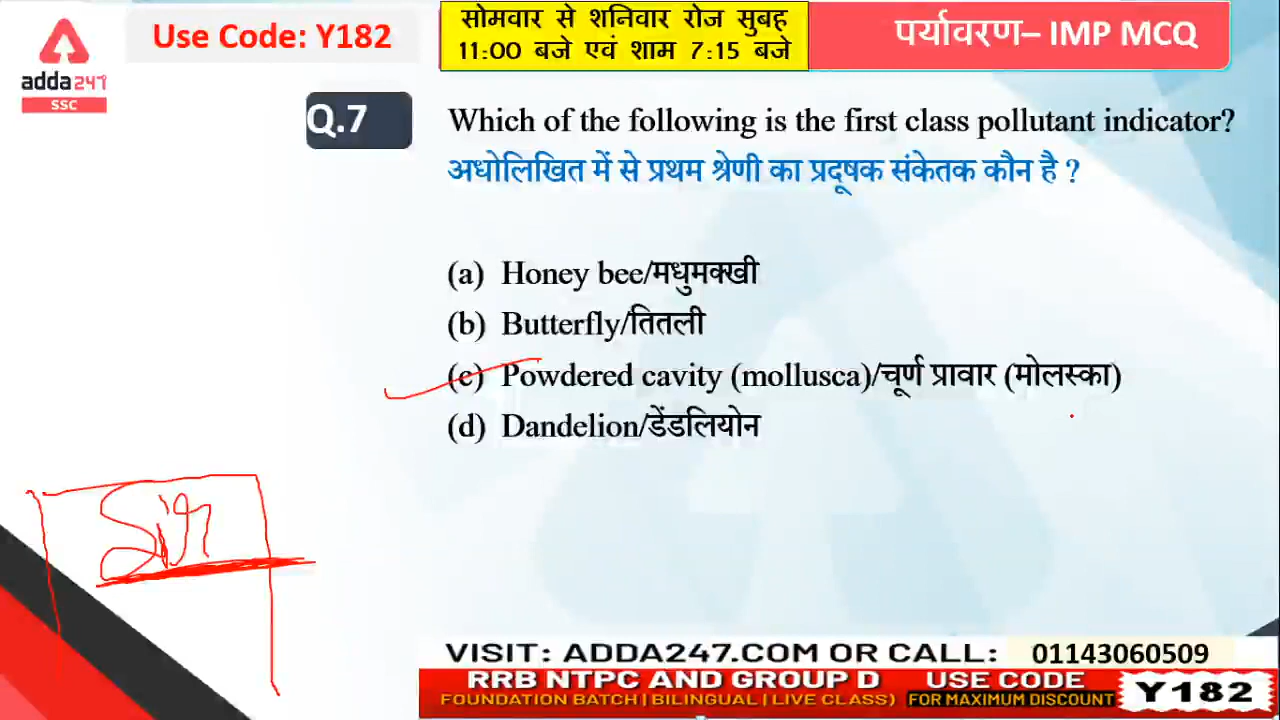 adda247
SSC
Use Code: Y182
सोमवार से शनिवार रोज सुबह
11:00 बजे एवं शाम 7:15 बजे
पर्यावरण– IMP MCQ
Q.7
Which of the following is the first class pollutant indicator?
अधोलिखित में से प्रथम श्रेणी का प्रदूषक संकेतक कौन है ?
(a) Honey bee/मधुमक्खी
(b) Butterfly/तितली
(c) Powdered cavity (mollusca)/चूर्ण प्रावार (मोलस्का)
(d) Dandelion/डेंडलियोन
Sir
VISIT: ADDA247.COM OR CALL: 01143060509
RRB NTPC AND GROUP D
FOUNDATION BATCH | BILINGUAL | LIVE CLASS)
USE CODE
FOR MAXIMUM DISCOUNT
Y182